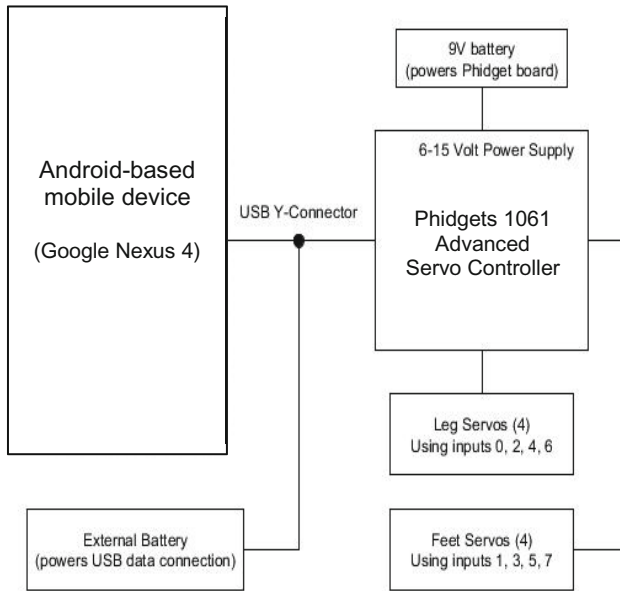 9V battery
(powers Phidget board)
6-15 Volt Power Supply
Android-based
mobile device
(Google Nexus 4)
USB Y-Connector
Phidgets 1061
Advanced
Servo Controller
Leg Servos (4)
Using inputs 0, 2, 4, 6
External Battery
(powers USB data connection)
Feet Servos (4)
Using inputs 1, 3, 5, 7